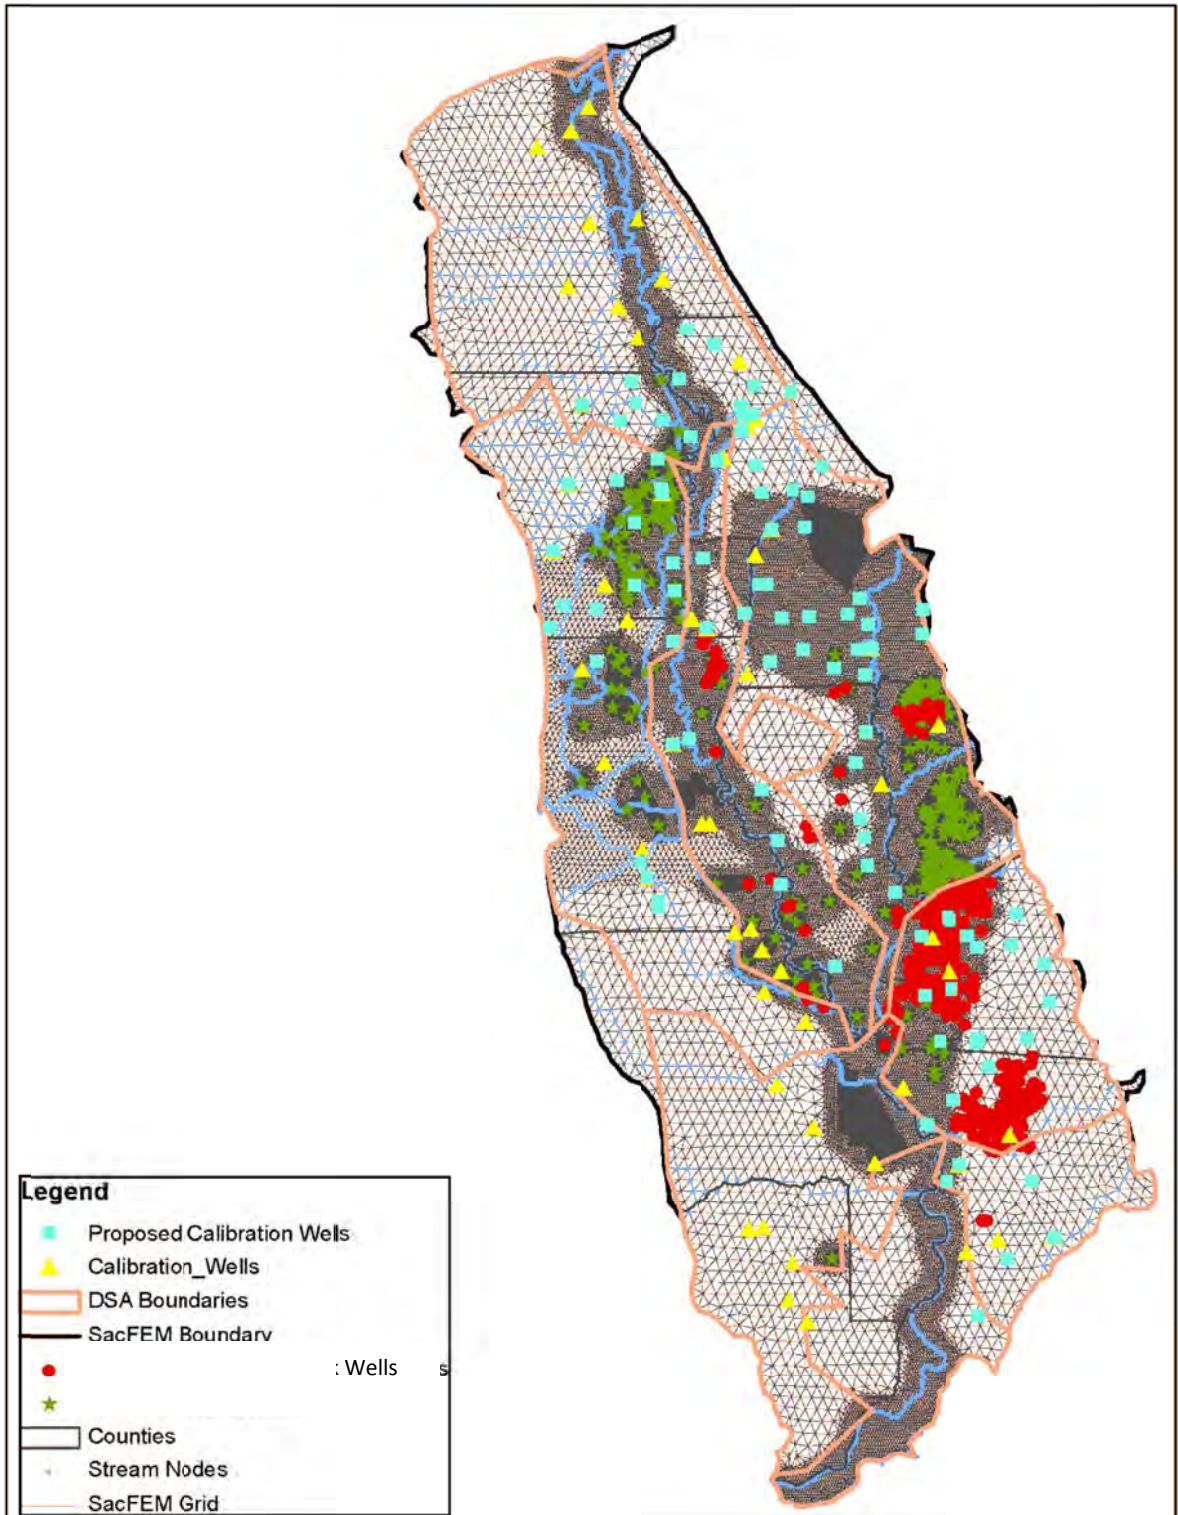 Legend
Proposed Calibration Wells
Calibration_Wells
DSA Boundaries
SacFEM Boundary
Wells
Counties
Stream Nodes
SacFEM Grid